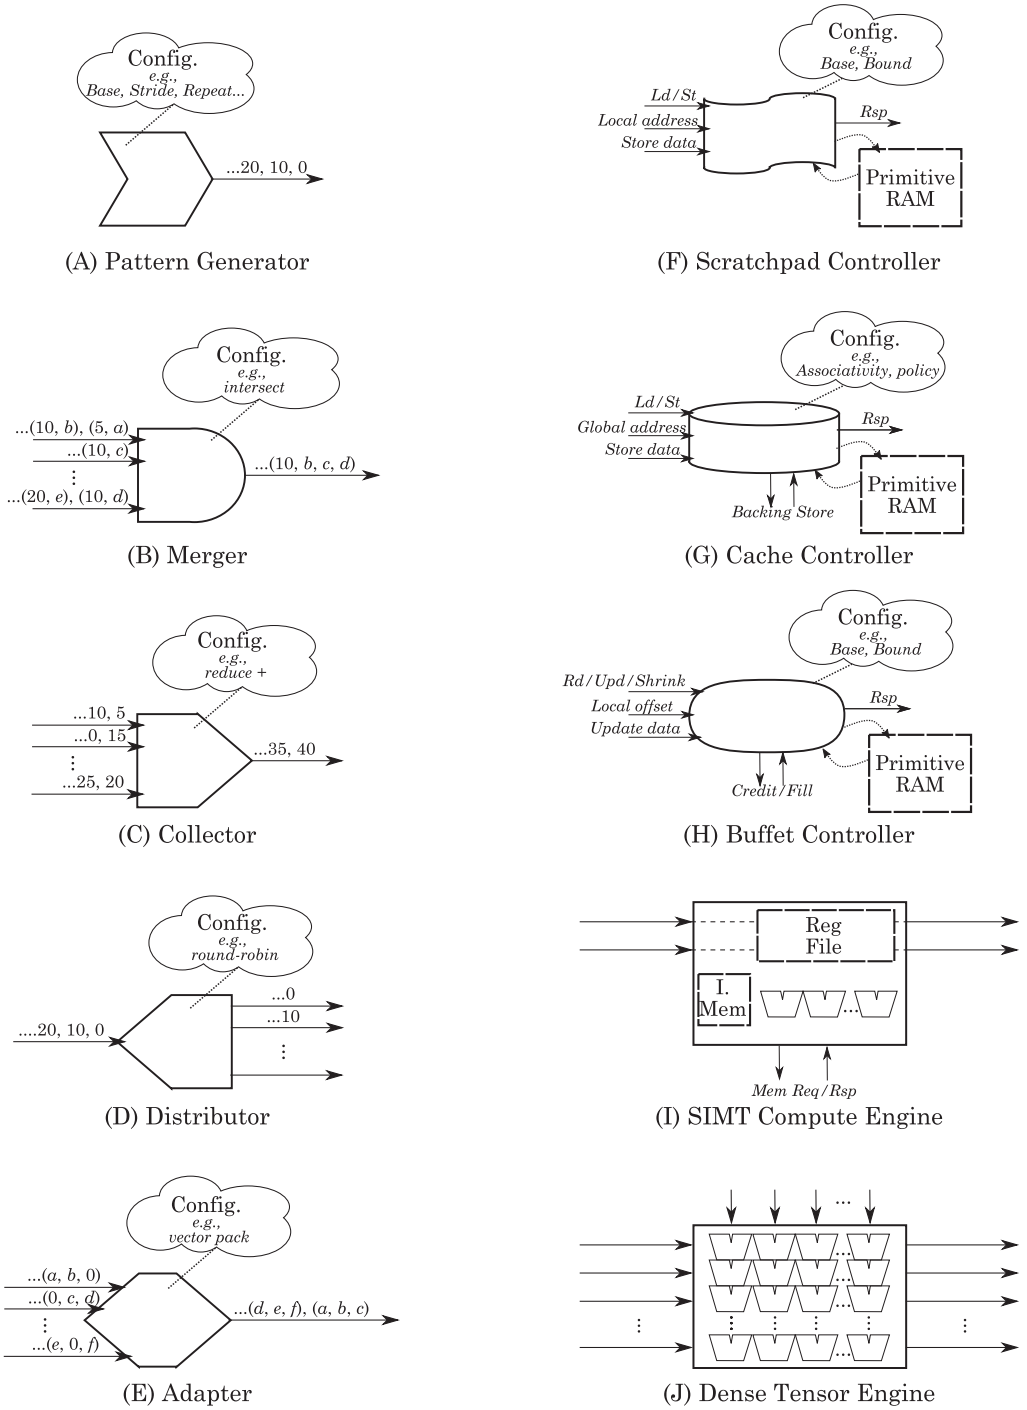 Config.
e.g.,
Base, Stride, Repeat...
...20, 10, 0
(A) Pattern Generator
Config.
e.g.,
intersect
...(10, b), (5, a)
...(10, c)
...(20, e), (10, d)
...(10, b, c, d)
(B) Merger
Config.
e.g.,
reduce +
...10, 5
...0, 15
...25, 20
...35, 40
(C) Collector
Config.
e.g.,
round-robin
....20, 10, 0
...0
...10
(D) Distributor
Config.
e.g.,
vector pack
...(a, b, 0)
...(0, c, d)
...(e, 0, f)
...(d, e, f), (a, b, c)
(E) Adapter
Config.
e.g.,
Base, Bound
Ld/St
Local address
Store data
Rsp
Primitive
RAM
(F) Scratchpad Controller
Config.
e.g.,
Associativity, policy
Ld/St
Global address
Store data
Rsp
Primitive
RAM
Backing Store
(G) Cache Controller
Config.
e.g.,
Base, Bound
Rd/Upd/Shrink
Local offset
Update data
Rsp
Primitive
RAM
Credit/Fill
(H) Buffet Controller
Reg
File
I.
Mem
...
Mem Req/Rsp
(I) SIMT Compute Engine
...
...
...
...
...
(J) Dense Tensor Engine